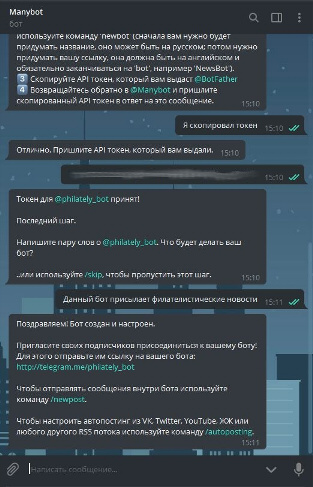 Manybot
бот
используйте команду 'newbot' (сначала вам нужно будет
придумать название, оно может быть на русском; потом нужно
придумать вашу ссылку, она должна быть на английском
и обязательно заканчиваться на 'bot', например 'NewsBot').
3 Скопируйте API токен, который вам выдаст @BotFather
4 Возвращайтесь обратно в @Manybot и пришлите
скопированный API токен в ответ на это сообщение.
15:10
Я скопировал токен 15:10
Отлично. Пришлите API токен, который вам выдали. 15:10
15:10
Токен для @philately_bot принят!
Последний шаг.
Напишите пару слов о @philately_bot. Что будет делать ваш
бот?
..или используйте /skip, чтобы пропустить этот шаг.
15:10
Данный бот присылает филателистические новости 15:11
Поздравляем! Бот создан и настроен.
Пригласите своих подписчиков присоединиться к вашему боту!
Для этого отправьте им ссылку на вашего бота:
http://telegram.me/philately_bot
Чтобы отправлять сообщения внутри бота используйте
команду /newpost.
Чтобы настроить автопостинг из VK, Twitter, YouTube, ЖЖ или
любого другого RSS потока используйте команду /autoposting.
15:11
Написать сообщение...